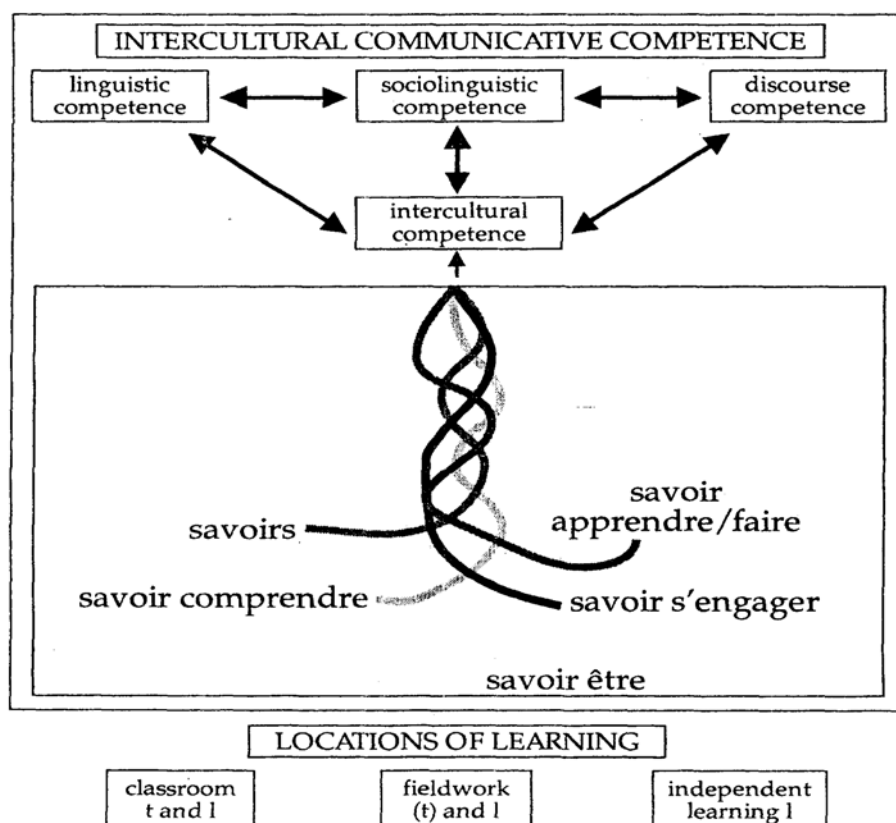 INTERCULTURAL COMMUNICATIVE COMPETENCE
linguistic
competence
sociolinguistic
competence
discourse
competence
intercultural
competence
savoirs
savoir
apprendre/faire
savoir comprendre
savoir s'engager
savoir être
LOCATIONS OF LEARNING
classroom
t and l
fieldwork
(t) and l
independent
learning l